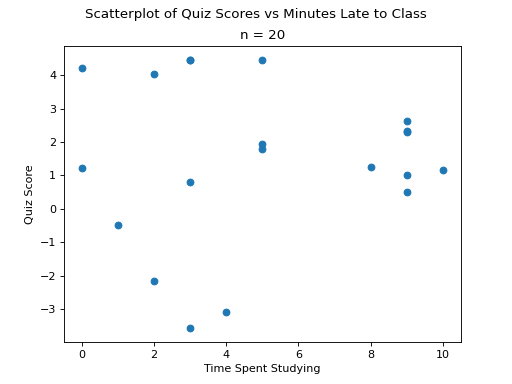 Scatterplot of Quiz Scores vs Minutes Late to Class
n = 20
4
3
2
1
0
−1
−2
−3
Quiz Score
0 2 4 6 8 10
Time Spent Studying